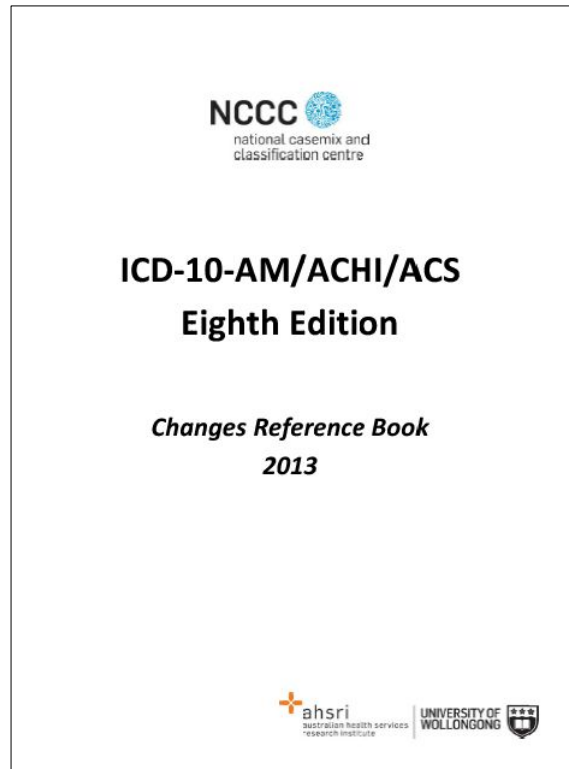 NCCC
national casemix and
classification centre
ICD-10-AM/ACHI/ACS
Eighth Edition
Changes Reference Book
2013
ahsri
australian health services
research institute
UNIVERSITY OF
WOLLONGONG